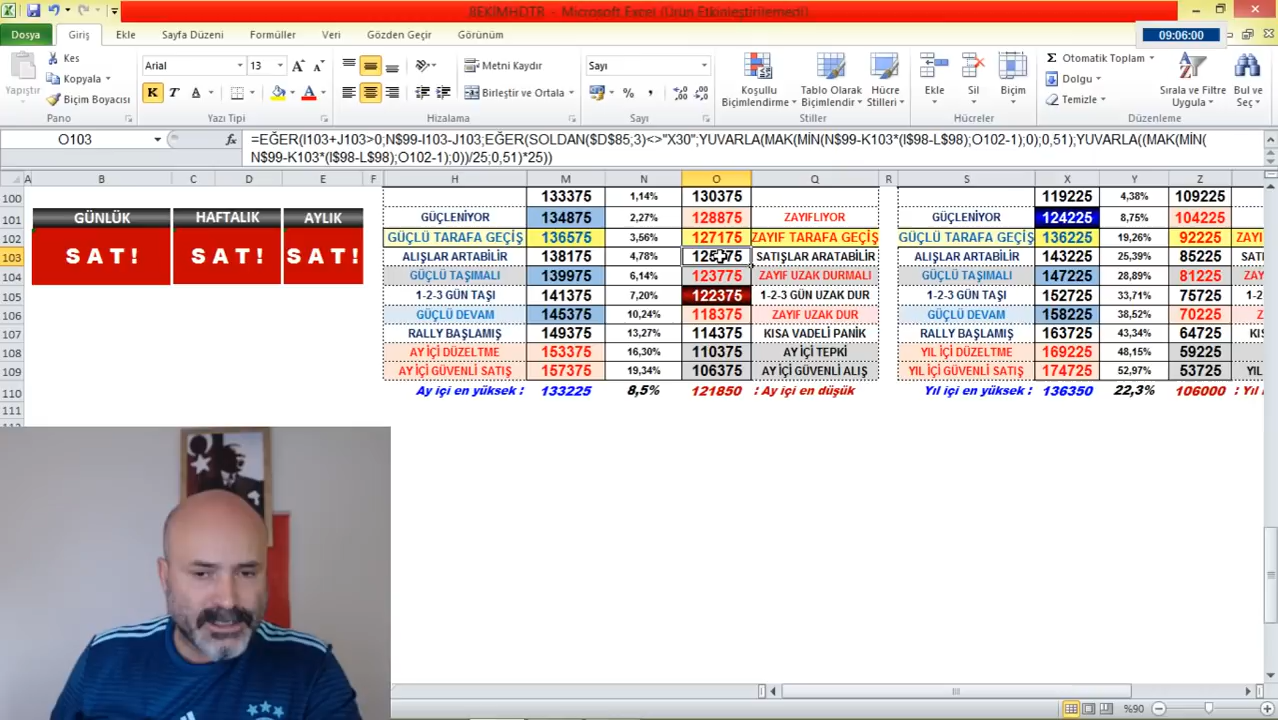 8EKİMHDTR - Microsoft Excel (Ürün Etkinleştirilemedi)
09:06:00
Dosya Giriş Ekle Sayfa Düzeni Formüller Veri Gözden Geçir Görünüm
Yapıştır Kes Kopyala Biçim Boyacısı Pano
Arial 13 K T A Yazı Tipi
Metni Kaydır Birleştir ve Ortala Hizalama
Sayı % Sayı
Koşullu Biçimlendirme Tablo Olarak Biçimlendir Hücre Stilleri Stiller
Ekle Sil Biçim Hücreler
Otomatik Toplam Dolgu Temizle Sırala ve Filtre Uygula Bul ve Seç Düzenleme
O103 fx =EĞER(I103+J103>0;N$99-I103-J103;EĞER(SOLDAN($D$85;3)<>"X30";YUVARLA(MAK(MİN(N$99-K103*(I$98-L$98);O102-1);0);0,51);YUVARLA((MAK(MİN(
N$99-K103*(I$98-L$98);O102-1);0))/25;0,51)*25))
A B C D E F H M N O Q R S X Y Z
100 133375 1,14% 130375 119225 4,38% 109225
101 GÜNLÜK HAFTALIK AYLIK GÜÇLENİYOR 134875 2,27% 128875 ZAYIFLIYOR GÜÇLENİYOR 124225 8,75% 104225
102 GÜÇLÜ TARAFA GEÇİŞ 136575 3,56% 127175 ZAYIF TARAFA GEÇİŞ GÜÇLÜ TARAFA GEÇİŞ 136225 19,26% 92225
103 SAT! SAT! SAT! ALIŞLAR ARTABİLİR 138175 4,78% SATIŞLAR ARATABİLİR ALIŞLAR ARTABİLİR 143225 25,39% 85225
104 GÜÇLÜ TAŞIMALI 139975 6,14% 123775 ZAYIF UZAK DURMALI GÜÇLÜ TAŞIMALI 147225 28,89% 81225
105 1-2-3 GÜN TAŞI 141375 7,20% 122375 1-2-3 GÜN UZAK DUR 1-2-3 GÜN TAŞI 152725 33,71% 75725
106 GÜÇLÜ DEVAM 145375 10,24% 118375 ZAYIF UZAK DUR GÜÇLÜ DEVAM 158225 38,52% 70225
107 RALLY BAŞLAMIŞ 149375 13,27% 114375 KISA VADELİ PANİK RALLY BAŞLAMIŞ 163725 43,34% 64725
108 AY İÇİ DÜZELTME 153375 16,30% 110375 AY İÇİ TEPKİ YIL İÇİ DÜZELTME 169225 48,15% 59225
109 AY İÇİ GÜVENLİ SATIŞ 157375 19,34% 106375 AY İÇİ GÜVENLİ ALIŞ YIL İÇİ GÜVENLİ SATIŞ 174725 52,97% 53725
110 Ay içi en yüksek : 133225 8,5% 121850 : Ay içi en düşük Yıl içi en yüksek : 136350 22,3% 106000 : Yıl
111
112
%90